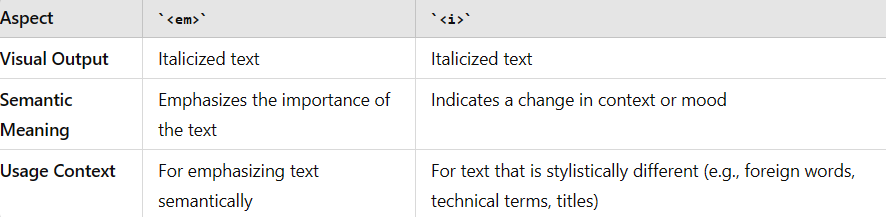 Aspect `<em>` `<i>`
Visual Output Italicized text Italicized text
Semantic Emphasizes the importance of Indicates a change in context or mood
Meaning the text
Usage Context For emphasizing text For text that is stylistically different (e.g., foreign words,
semantically technical terms, titles)